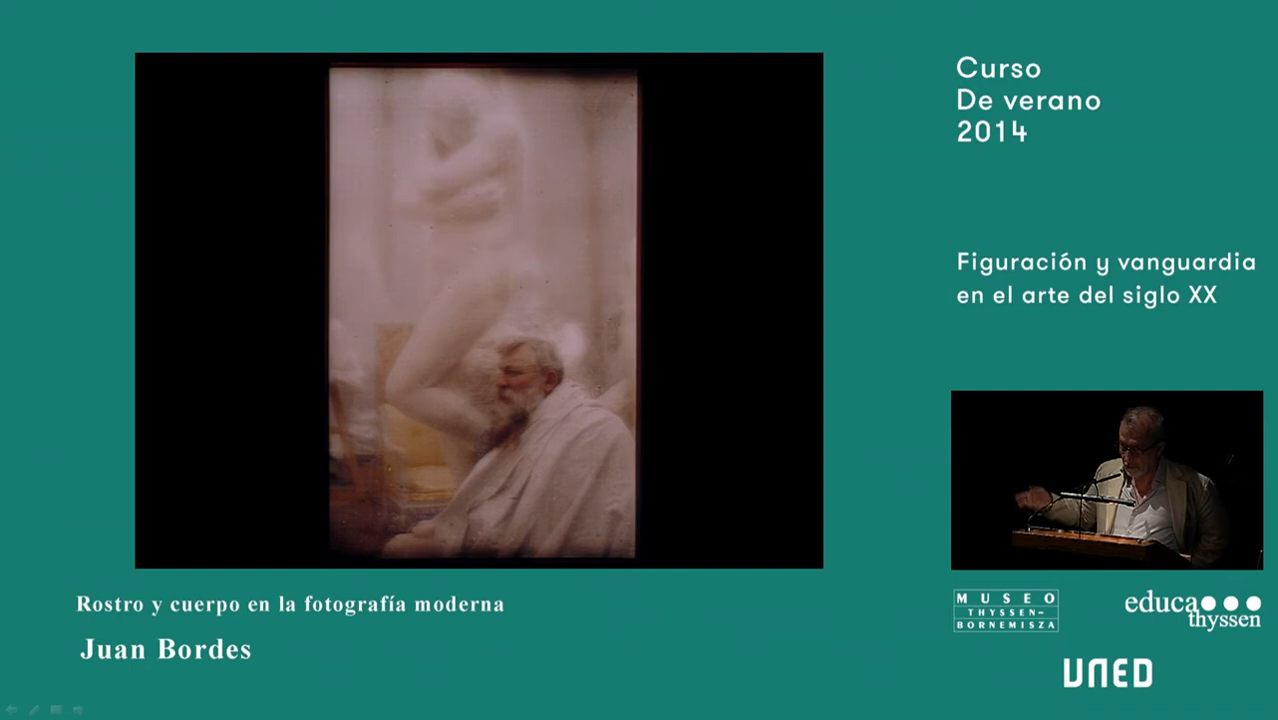 Curso
De verano
2014
Figuración y vanguardia
en el arte del siglo XX
Rostro y cuerpo en la fotografía moderna
Juan Bordes
MUSEO
THYSSEN-
BORNEMISZA
educa
thyssen
UNED